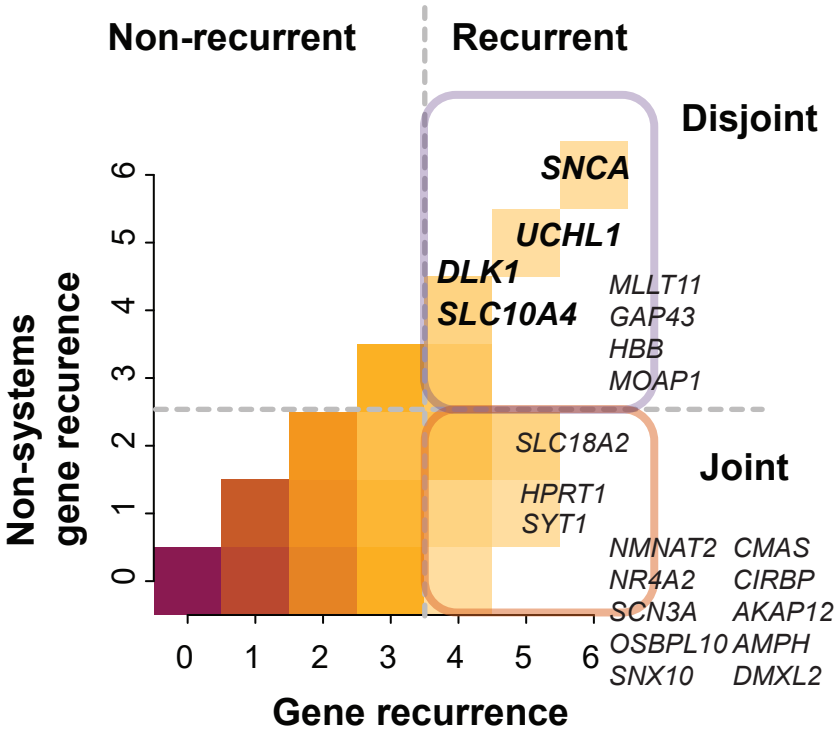 Non-recurrent
Recurrent
Disjoint
SNCA
UCHL1
DLK1
SLC10A4
MLLT11
GAP43
HBB
MOAP1
SLC18A2
HPRT1
SYT1
Joint
NMNAT2 CMAS
NR4A2 CIRBP
SCN3A AKAP12
OSBPL10 AMPH
SNX10 DMXL2
Non-systems
gene recurence
6
5
4
3
2
1
0
0 1 2 3 4 5 6
Gene recurrence